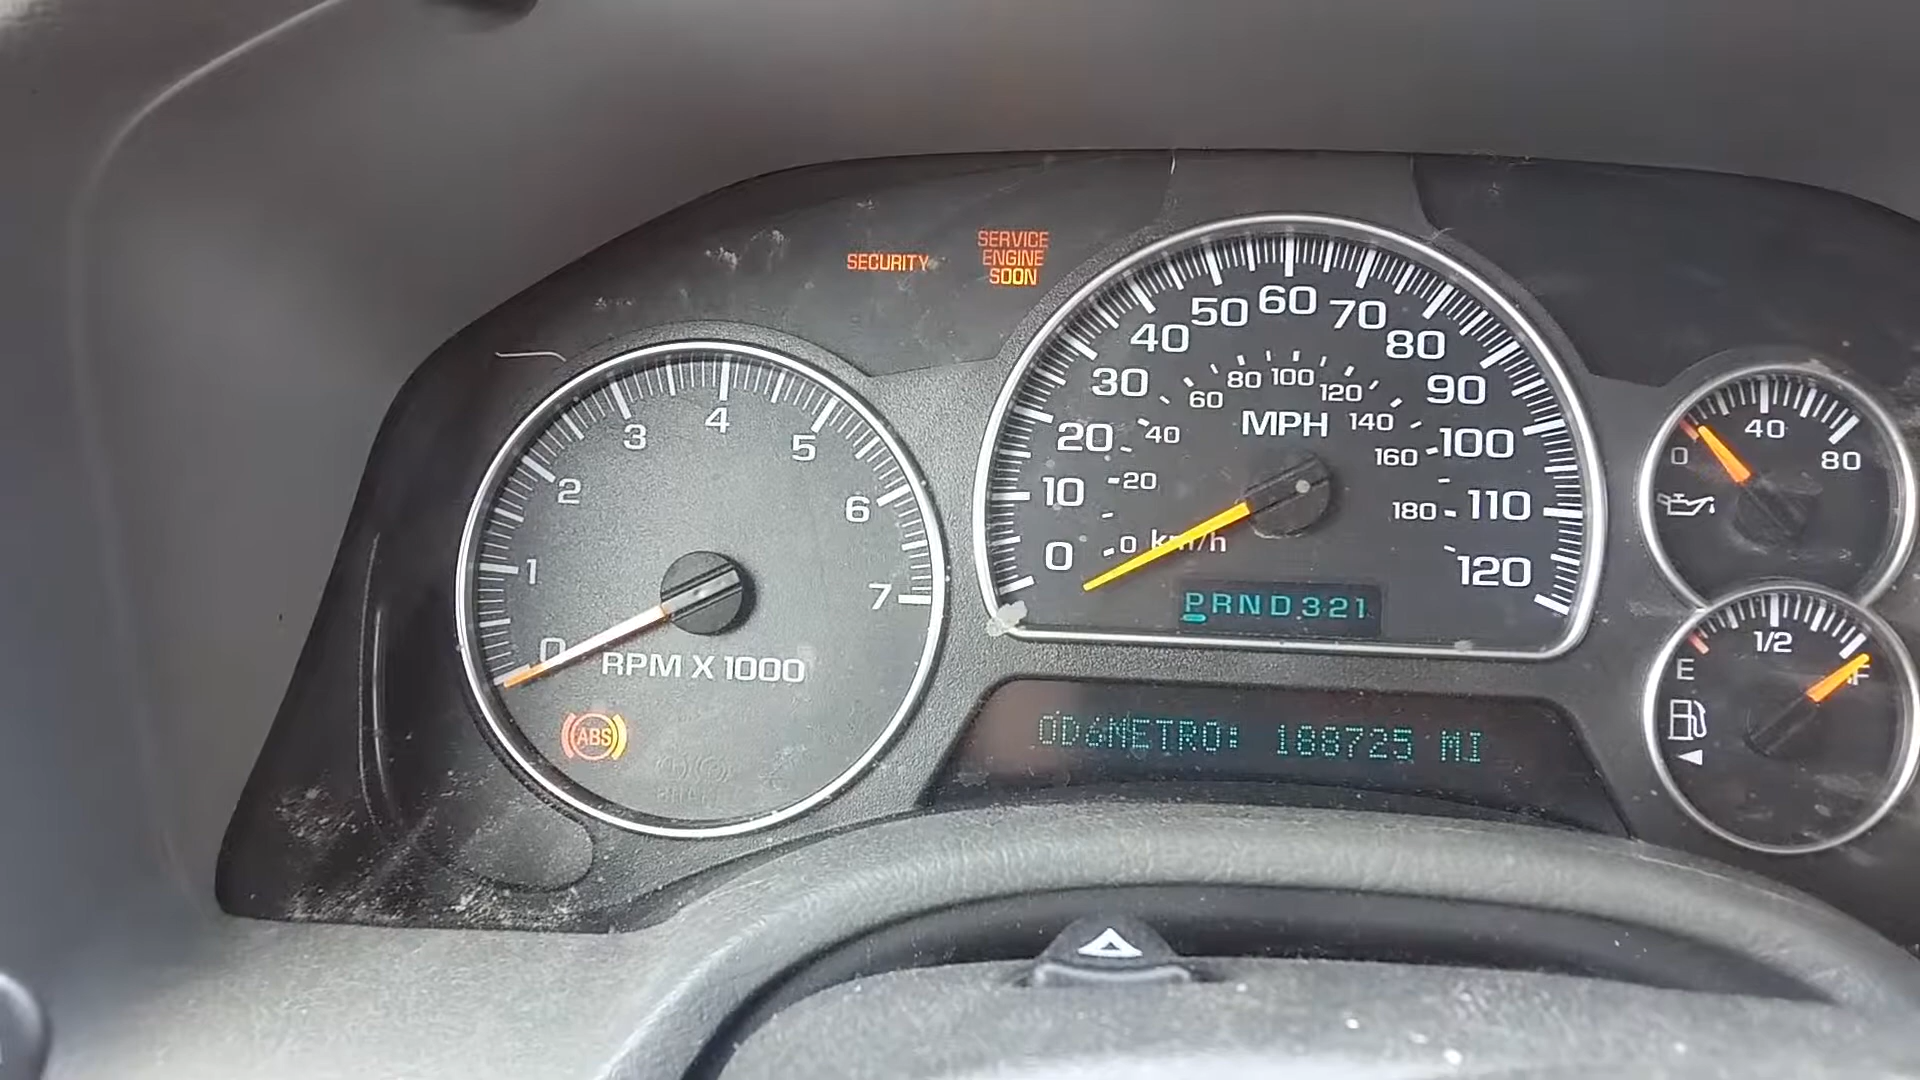 SECURITY
SERVICE
ENGINE
SOON
0 1 2 3 4 5 6 7
RPM X 1000
ABS
0 10 20 30 40 50 60 70 80 90 100 110 120
MPH
0 20 40 60 80 100 120 140 160 180
km/h
PRND321
ODóMETRO: 188725 MI
0 40 80
E 1/2 F